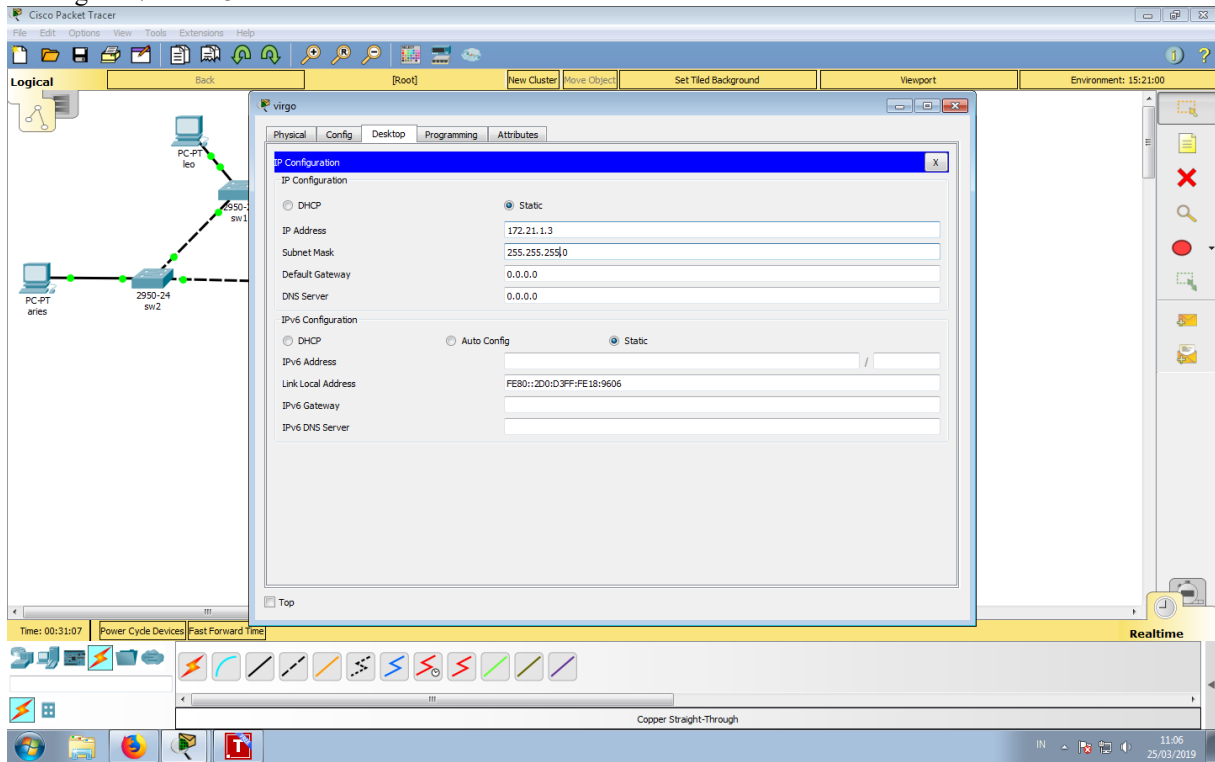 Cisco Packet Tracer
File Edit Options View Tools Extensions Help
Logical Back [Root] New Cluster Move Object Set Tiled Background Viewport Environment: 15:21:00
virgo
Physical Config Desktop Programming Attributes
IP Configuration X
IP Configuration
DHCP Static
IP Address 172.21.1.3
Subnet Mask 255.255.255.0
Default Gateway 0.0.0.0
DNS Server 0.0.0.0
IPv6 Configuration
DHCP Auto Config Static
IPv6 Address /
Link Local Address FE80::2D0:D3FF:FE18:9606
IPv6 Gateway
IPv6 DNS Server
Top
PC-PT
leo
2950-
sw1
PC-PT
aries
2950-24
sw2
Time: 00:31:07 Power Cycle Devices Fast Forward Time Realtime
Copper Straight-Through
IN 11:06
25/03/2019